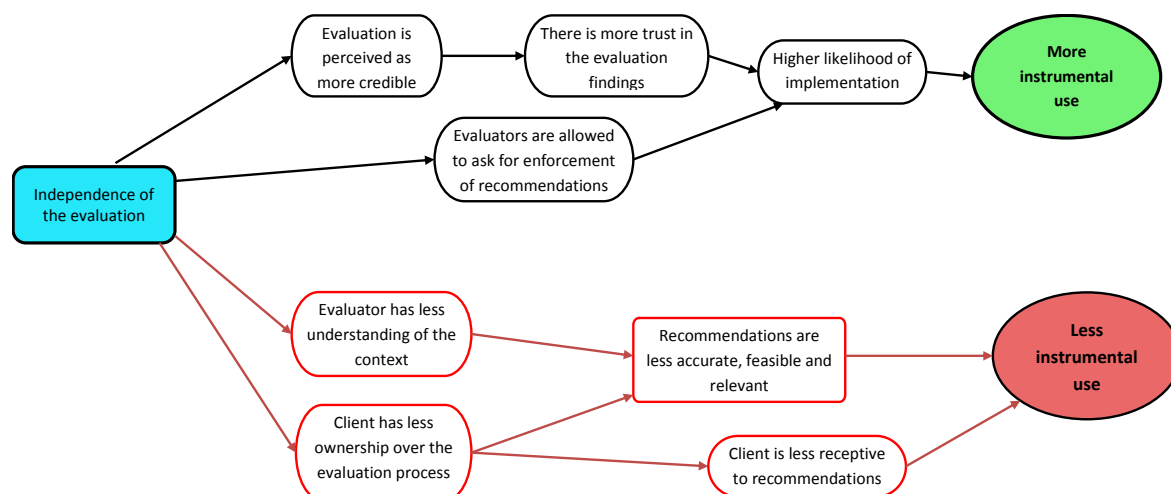 Evaluation is
perceived as
more credible
There is more trust in
the evaluation
findings
Higher likelihood of
implementation
More
instrumental
use
Evaluators are allowed
to ask for enforcement
of recommendations
Independence of
the evaluation
Evaluator has less
understanding of the
context
Recommendations are
less accurate, feasible and
relevant
Less
instrumental
use
Client has less
ownership over the
evaluation process
Client is less receptive
to recommendations